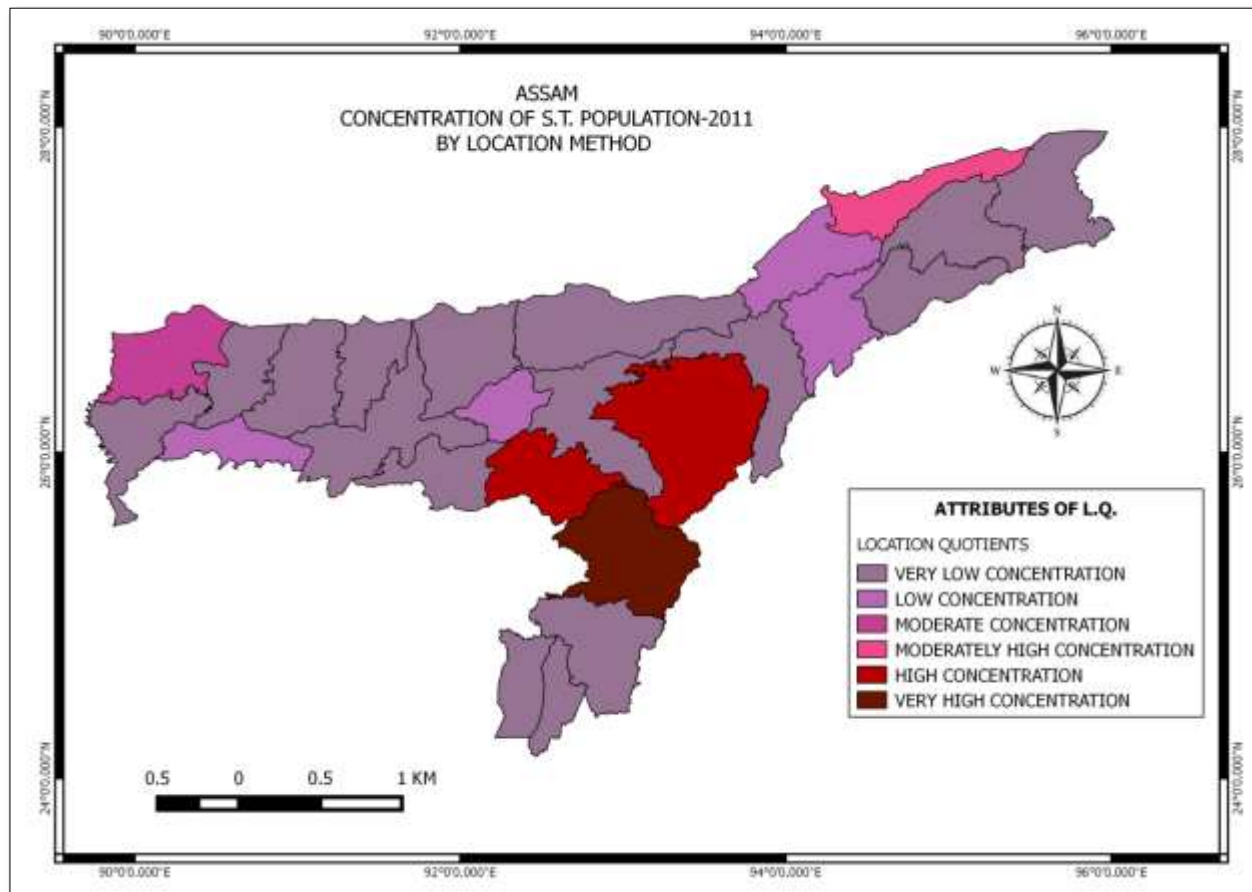 90°0'0.000"E 92°0'0.000"E 94°0'0.000"E 96°0'0.000"E
ASSAM
CONCENTRATION OF S.T. POPULATION-2011
BY LOCATION METHOD
28°0'0.000"N 28°0'0.000"N
N
W E
S
26°0'0.000"N 26°0'0.000"N
ATTRIBUTES OF L.Q.
LOCATION QUOTIENTS
VERY LOW CONCENTRATION
LOW CONCENTRATION
MODERATE CONCENTRATION
MODERATELY HIGH CONCENTRATION
HIGH CONCENTRATION
VERY HIGH CONCENTRATION
0.5 0 0.5 1 KM
24°0'0.000"N 24°0'0.000"N
90°0'0.000"E 92°0'0.000"E 94°0'0.000"E 96°0'0.000"E